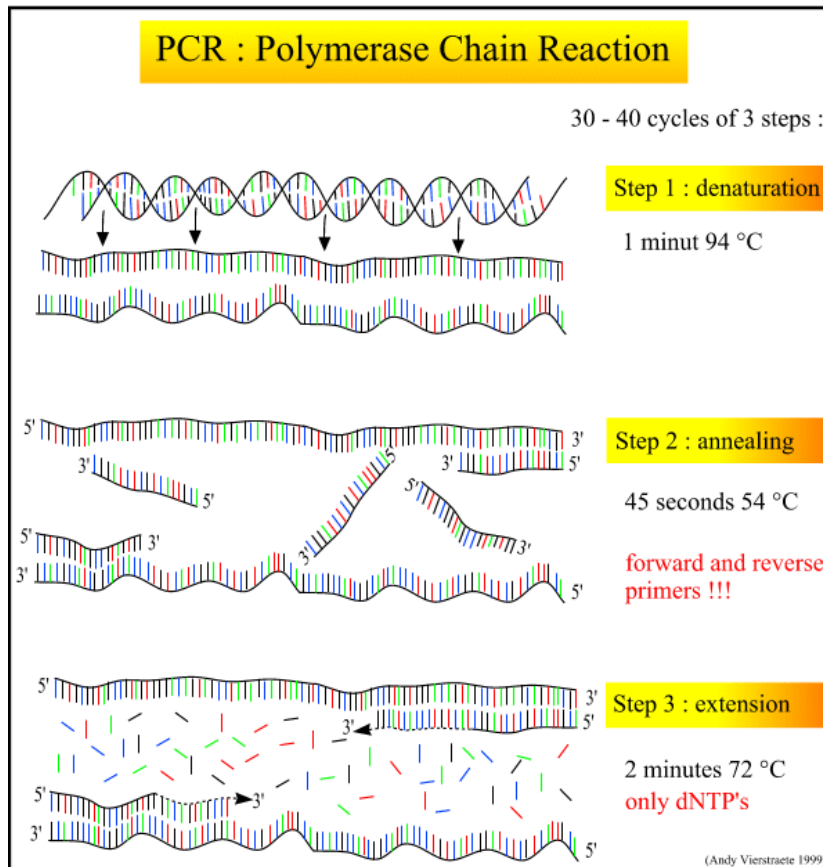 PCR : Polymerase Chain Reaction
30 - 40 cycles of 3 steps :
Step 1 : denaturation
1 minut 94 °C
5'
3'
Step 2 : annealing
3'
5'
5'
3'
5'
45 seconds 54 °C
5'
3'
5'
3'
3'
3'
5'
forward and reverse
primers !!!
5'
3'
Step 3 : extension
3'
5'
2 minutes 72 °C
5'
3'
only dNTP's
3'
5'
(Andy Vierstraete 1999